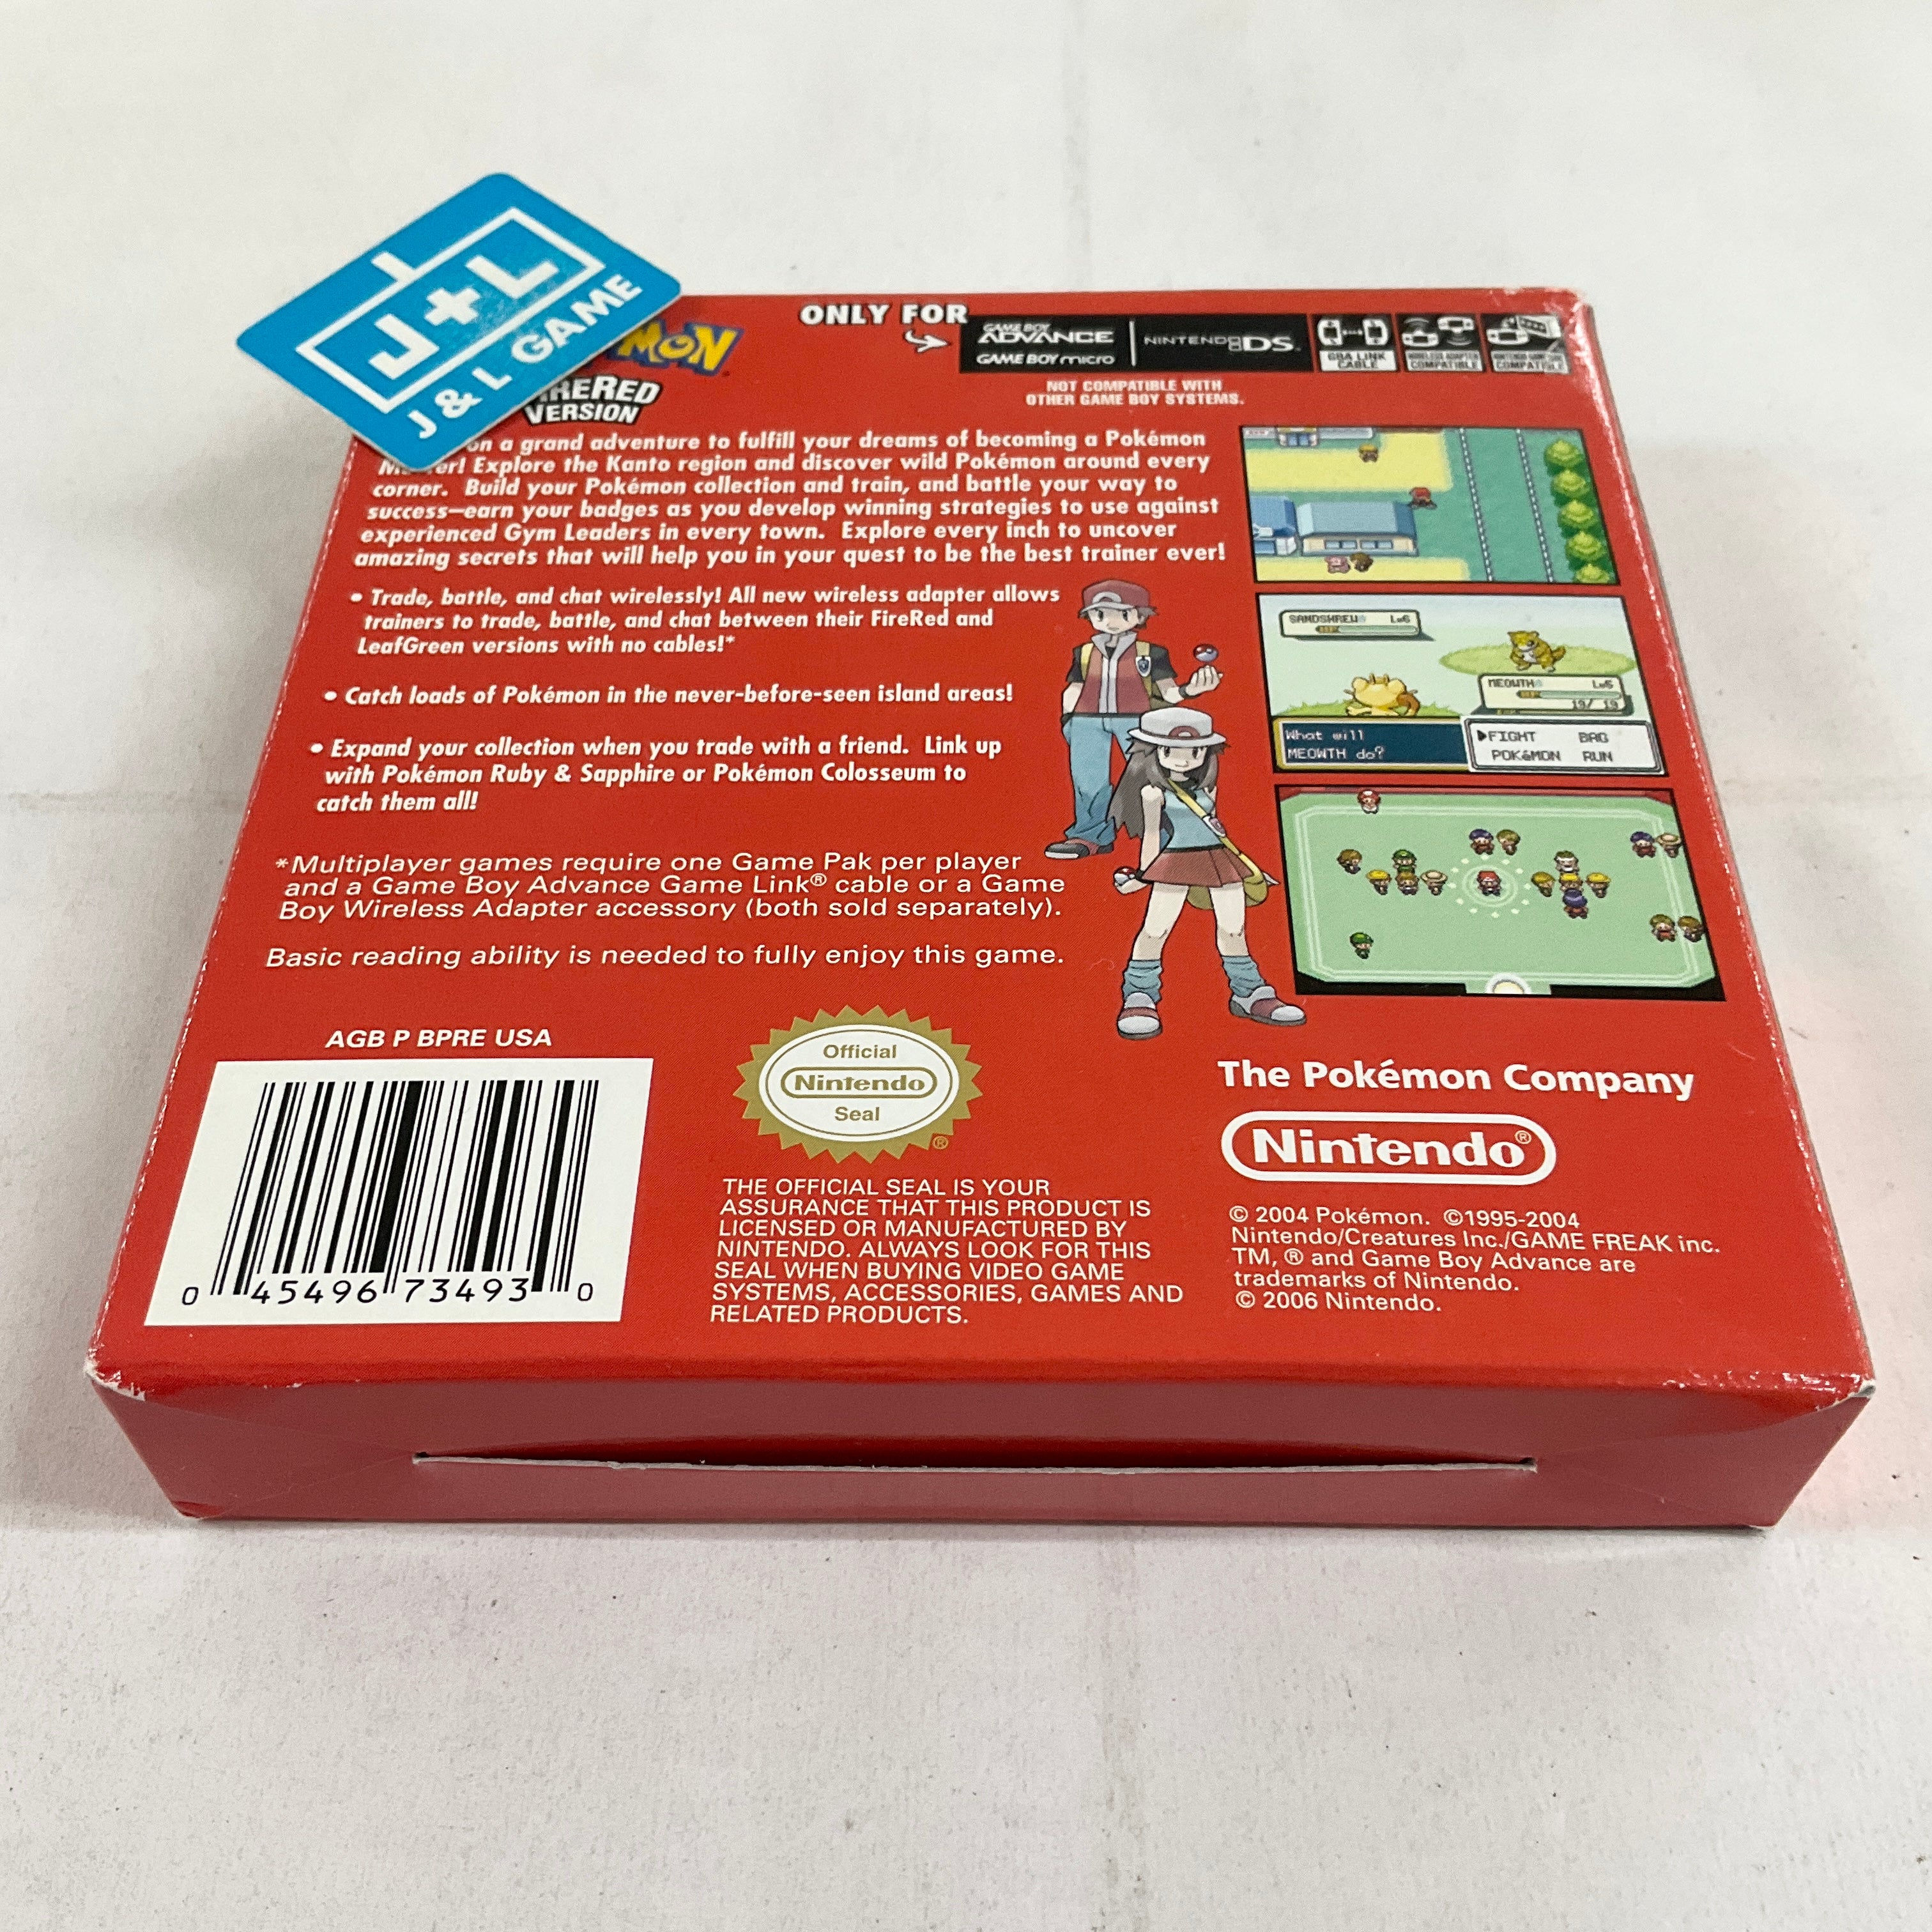 J+L
J & L GAME
MON
RED
VERSION
ONLY FOR
GAME BOY
ADVANCE
GAME BOY micro
NINTENDO DS
GBA LINK
CABLE
WIRELESS ADAPTER
COMPATIBLE
COMPATIBLE
NOT COMPATIBLE WITH
OTHER GAME BOY SYSTEMS.
on a grand adventure to fulfill your dreams of becoming a Pokémon
Explore the Kanto region and discover wild Pokémon around every
corner. Build your Pokémon collection and train, and battle your way to
success—earn your badges as you develop winning strategies to use against
experienced Gym Leaders in every town. Explore every inch to uncover
amazing secrets that will help you in your quest to be the best trainer ever!
• Trade, battle, and chat wirelessly! All new wireless adapter allows
trainers to trade, battle, and chat between their FireRed and
LeafGreen versions with no cables!*
• Catch loads of Pokémon in the never-before-seen island areas!
• Expand your collection when you trade with a friend. Link up
with Pokémon Ruby & Sapphire or Pokémon Colosseum to
catch them all!
*Multiplayer games require one Game Pak per player
and a Game Boy Advance Game Link® cable or a Game
Boy Wireless Adapter accessory (both sold separately).
Basic reading ability is needed to fully enjoy this game.
SANDSHREW Lv6
MEOWTH Lv5
19/ 19
What will
MEOWTH do?
FIGHT BAG
POKéMON RUN
AGB P BPRE USA
0 45496 73493 0
Official
Nintendo
Seal
®
THE OFFICIAL SEAL IS YOUR
ASSURANCE THAT THIS PRODUCT IS
LICENSED OR MANUFACTURED BY
NINTENDO. ALWAYS LOOK FOR THIS
SEAL WHEN BUYING VIDEO GAME
SYSTEMS, ACCESSORIES, GAMES AND
RELATED PRODUCTS.
The Pokémon Company
Nintendo®
© 2004 Pokémon. ©1995-2004
Nintendo/Creatures Inc./GAME FREAK inc.
TM, ® and Game Boy Advance are
trademarks of Nintendo.
© 2006 Nintendo.